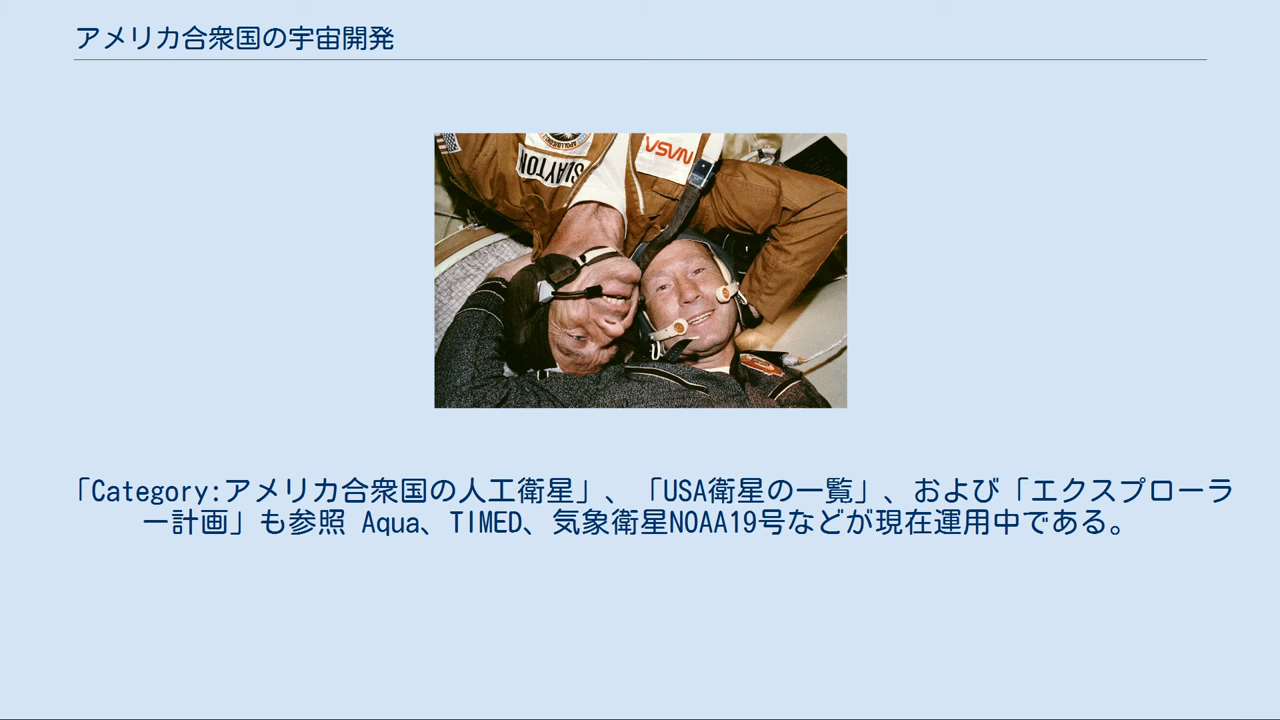 アメリカ合衆国の宇宙開発
SLAYTON
NASA
「Category:アメリカ合衆国の人工衛星」、「USA衛星の一覧」、および「エクスプローラ
ー計画」も参照 Aqua、TIMED、気象衛星NOAA19号などが現在運用中である。